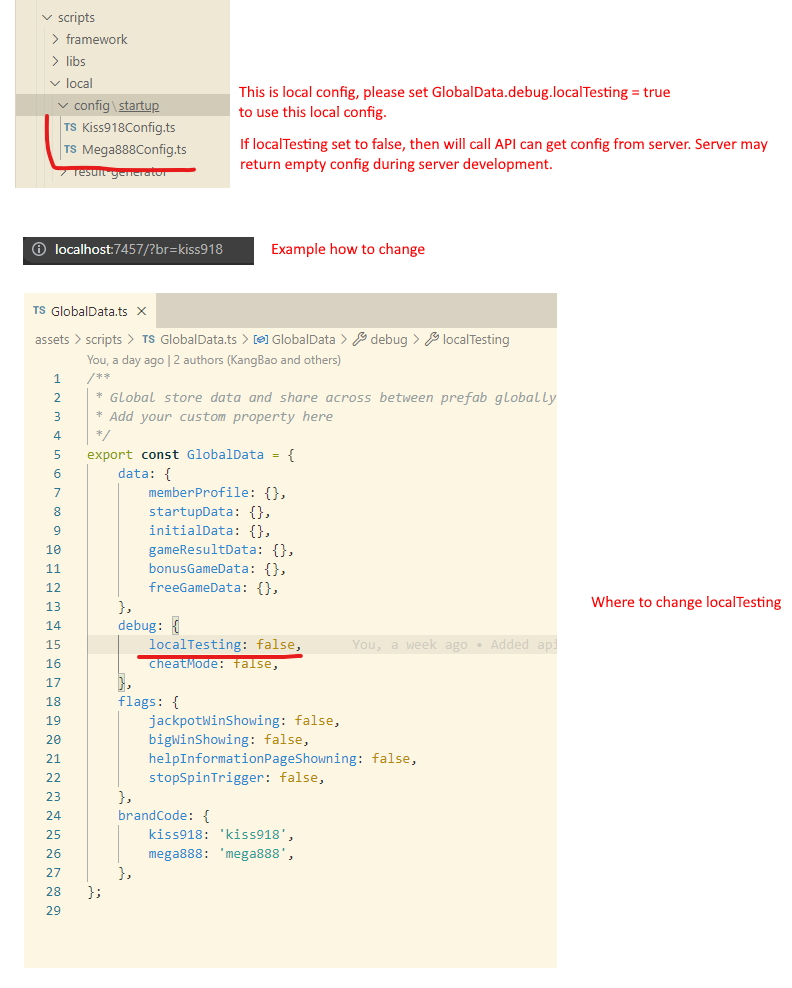 scripts
framework
libs
local
config\startup
This is local config, please set GlobalData.debug.localTesting = true
to use this local config.
TS Kiss918Config.ts
TS Mega888Config.ts
If localTesting set to false, then will call API can get config from server. Server may
return empty config during server development.
result-generator
localhost:7457/?br=kiss918
Example how to change
TS GlobalData.ts
assets > scripts > TS GlobalData.ts > GlobalData > debug > localTesting
You, a day ago | 2 authors (KangBao and others)
1 /**
2 * Global store data and share across between prefab globally
3 * Add your custom property here
4 */
5 export const GlobalData = {
6 data: {
7 memberProfile: {},
8 startupData: {},
9 initialData: {},
10 gameResultData: {},
11 bonusGameData: {},
12 freeGameData: {},
13 },
Where to change localTesting
14 debug: {
15 localTesting: false, You, a week ago • Added api
16 cheatMode: false,
17 },
18 flags: {
19 jackpotWinShowing: false,
20 bigWinShowing: false,
21 helpInformationPageShowning: false,
22 stopSpinTrigger: false,
23 },
24 brandCode: {
25 kiss918: 'kiss918',
26 mega888: 'mega888',
27 },
28 };
29